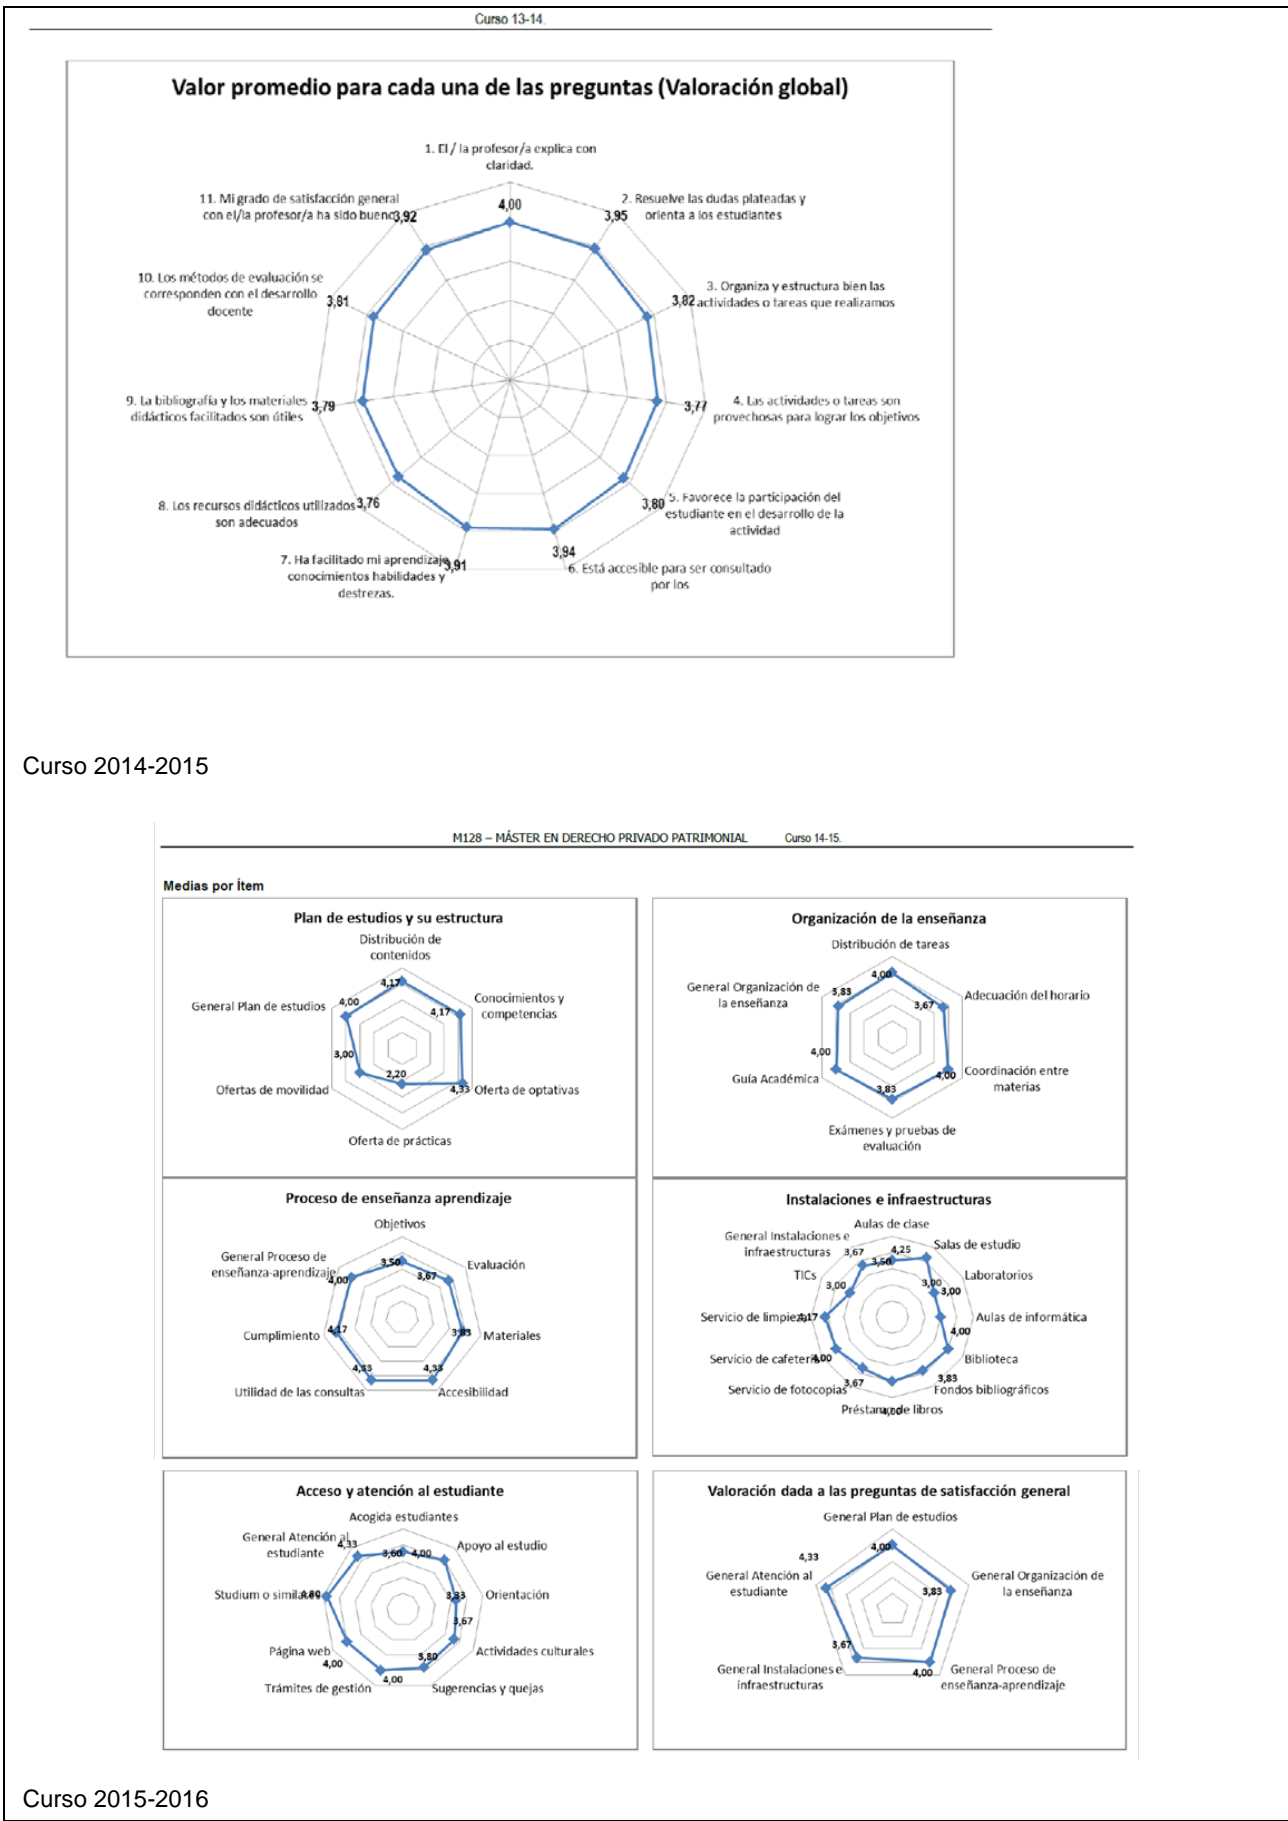 Curso 13-14.
Valor promedio para cada una de las preguntas (Valoración global)
1. El / la profesor/a explica con
claridad.
4,00
2. Resuelve las dudas plateadas y
orienta a los estudiantes
3,95
3. Organiza y estructura bien las
actividades o tareas que realizamos
3,82
4. Las actividades o tareas son
provechosas para lograr los objetivos
3,77
5. Favorece la participación del
estudiante en el desarrollo de la
actividad
3,80
6. Está accesible para ser consultado
por los
3,94
7. Ha facilitado mi aprendizaje,
conocimientos habilidades y
destrezas.
3,91
8. Los recursos didácticos utilizados
son adecuados
3,76
9. La bibliografía y los materiales
didácticos facilitados son útiles
3,79
10. Los métodos de evaluación se
corresponden con el desarrollo
docente
3,81
11. Mi grado de satisfacción general
con el/la profesor/a ha sido bueno
3,92
Curso 2014-2015
M128 – MÁSTER EN DERECHO PRIVADO PATRIMONIAL Curso 14-15.
Medias por Ítem
Plan de estudios y su estructura
Distribución de
contenidos
4,17
Conocimientos y
competencias
4,17
Oferta de optativas
4,33
Oferta de prácticas
2,20
Ofertas de movilidad
3,00
General Plan de estudios
4,00
Organización de la enseñanza
Distribución de tareas
4,00
Adecuación del horario
3,67
Coordinación entre
materias
4,00
Exámenes y pruebas de
evaluación
3,83
Guía Académica
4,00
General Organización de
la enseñanza
3,83
Proceso de enseñanza aprendizaje
Objetivos
3,50
Evaluación
3,67
Materiales
3,83
Accesibilidad
4,33
Utilidad de las consultas
4,33
Cumplimiento
4,17
General Proceso de
enseñanza-aprendizaje
4,00
Instalaciones e infraestructuras
Aulas de clase
3,50
Salas de estudio
4,25
Laboratorios
3,00
Aulas de informática
3,00
Biblioteca
4,00
Fondos bibliográficos
3,83
Préstamo de libros
4,00
Servicio de fotocopias
3,67
Servicio de cafetería
4,00
Servicio de limpieza
4,17
TICs
3,00
General Instalaciones e
infraestructuras
3,67
Acceso y atención al estudiante
Acogida estudiantes
3,60
Apoyo al estudio
4,00
Orientación
3,33
Actividades culturales
3,67
Sugerencias y quejas
3,80
Trámites de gestión
4,00
Página web
4,00
Studium o similares
General Atención al
estudiante
4,33
Valoración dada a las preguntas de satisfacción general
General Plan de estudios
4,00
General Organización de
la enseñanza
3,83
General Proceso de
enseñanza-aprendizaje
4,00
General Instalaciones e
infraestructuras
3,67
General Atención al
estudiante
4,33
Curso 2015-2016